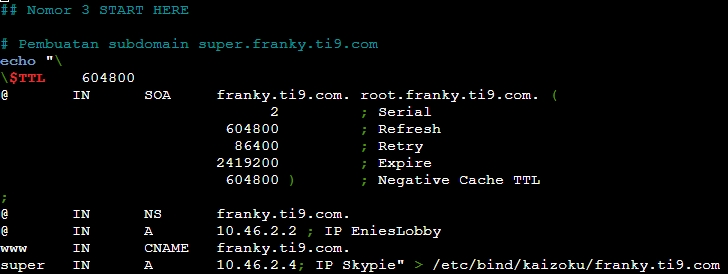 ## Nomor 3 START HERE
# Pembuatan subdomain super.franky.ti9.com
echo "\
\$TTL    604800
@       IN      SOA     franky.ti9.com. root.franky.ti9.com. (
                              2         ; Serial
                         604800         ; Refresh
                          86400         ; Retry
                        2419200         ; Expire
                         604800 )       ; Negative Cache TTL
;
@       IN      NS      franky.ti9.com.
@       IN      A       10.46.2.2 ; IP EniesLobby
www     IN      CNAME   franky.ti9.com.
super   IN      A       10.46.2.4; IP Skypie" > /etc/bind/kaizoku/franky.ti9.com